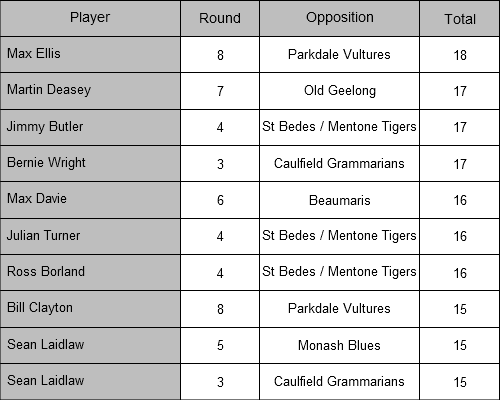 Player Round Opposition Total
Max Ellis 8 Parkdale Vultures 18
Martin Deasey 7 Old Geelong 17
Jimmy Butler 4 St Bedes / Mentone Tigers 17
Bernie Wright 3 Caulfield Grammarians 17
Max Davie 6 Beaumaris 16
Julian Turner 4 St Bedes / Mentone Tigers 16
Ross Borland 4 St Bedes / Mentone Tigers 16
Bill Clayton 8 Parkdale Vultures 15
Sean Laidlaw 5 Monash Blues 15
Sean Laidlaw 3 Caulfield Grammarians 15